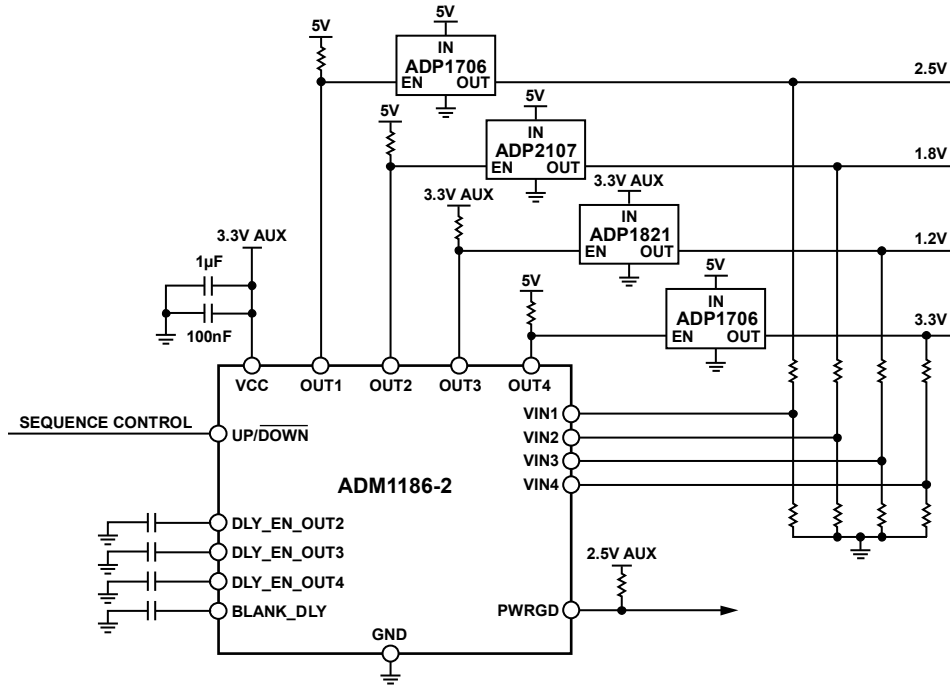 5V
5V
IN
ADP1706
EN OUT
2.5V
5V
5V
IN
ADP2107
EN OUT
1.8V
3.3V AUX
3.3V AUX
IN
ADP1821
EN OUT
1.2V
3.3V AUX
1µF
100nF
5V
5V
IN
ADP1706
EN OUT
3.3V
VCC OUT1 OUT2 OUT3 OUT4
SEQUENCE CONTROL
UP/DOWN
VIN1
VIN2
VIN3
VIN4
ADM1186-2
DLY_EN_OUT2
DLY_EN_OUT3
DLY_EN_OUT4
BLANK_DLY
2.5V AUX
PWRGD
GND